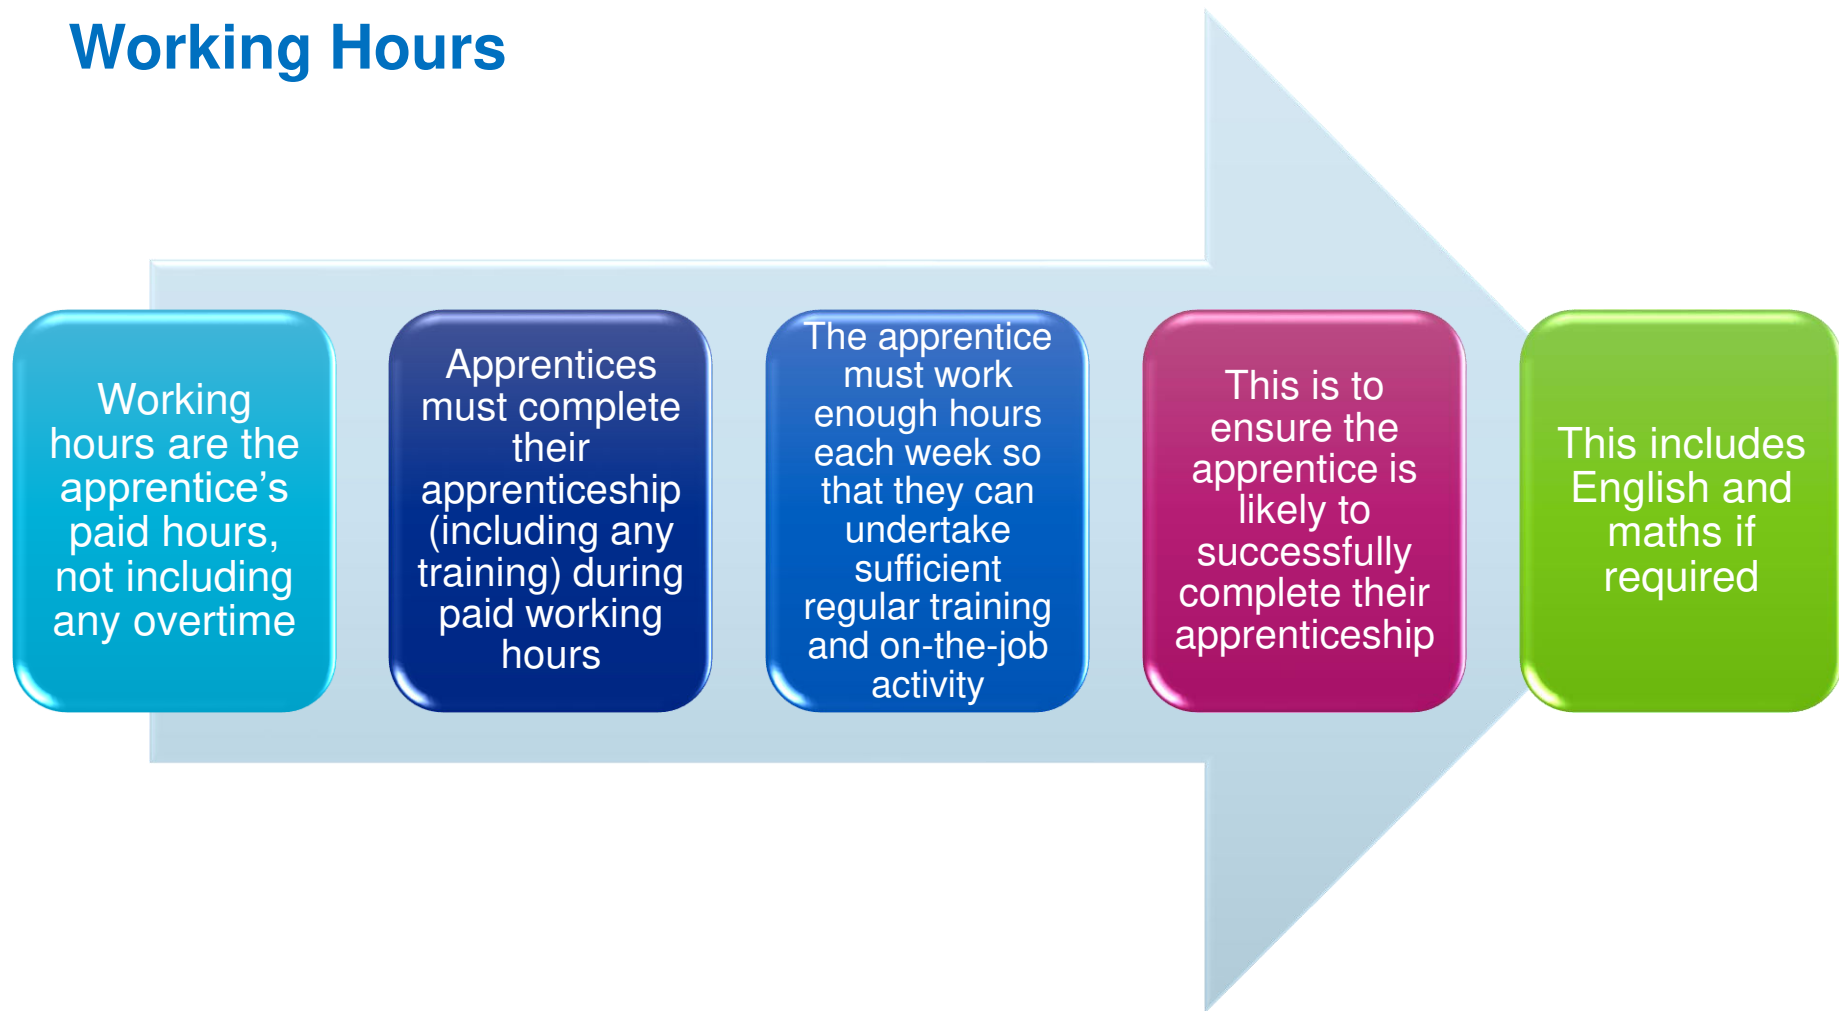 Working Hours
Working
hours are the
apprentice’s
paid hours,
not including
any overtime
Apprentices
must complete
their
apprenticeship
(including any
training) during
paid working
hours
The apprentice
must work
enough hours
each week so
that they can
undertake
sufficient
regular training
and on-the-job
activity
This is to
ensure the
apprentice is
likely to
successfully
complete their
apprenticeship
This includes
English and
maths if
required